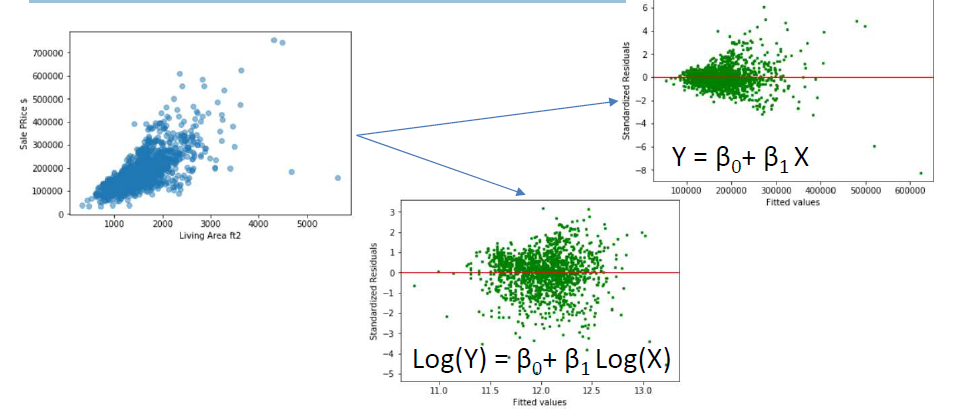 700000
600000
500000
400000
300000
200000
100000
0
Sale PRice $
1000 2000 3000 4000 5000
Living Area ft2
6
4
2
0
−2
−4
−6
−8
Standardized Residuals
Y = β0+ β1 X
100000 200000 300000 400000 500000 600000
Fitted values
3
2
1
0
−1
−2
−3
−4
−5
Standardized Residuals
Log(Y) = β0+ β1 Log(X)
11.0 11.5 12.0 12.5 13.0
Fitted values